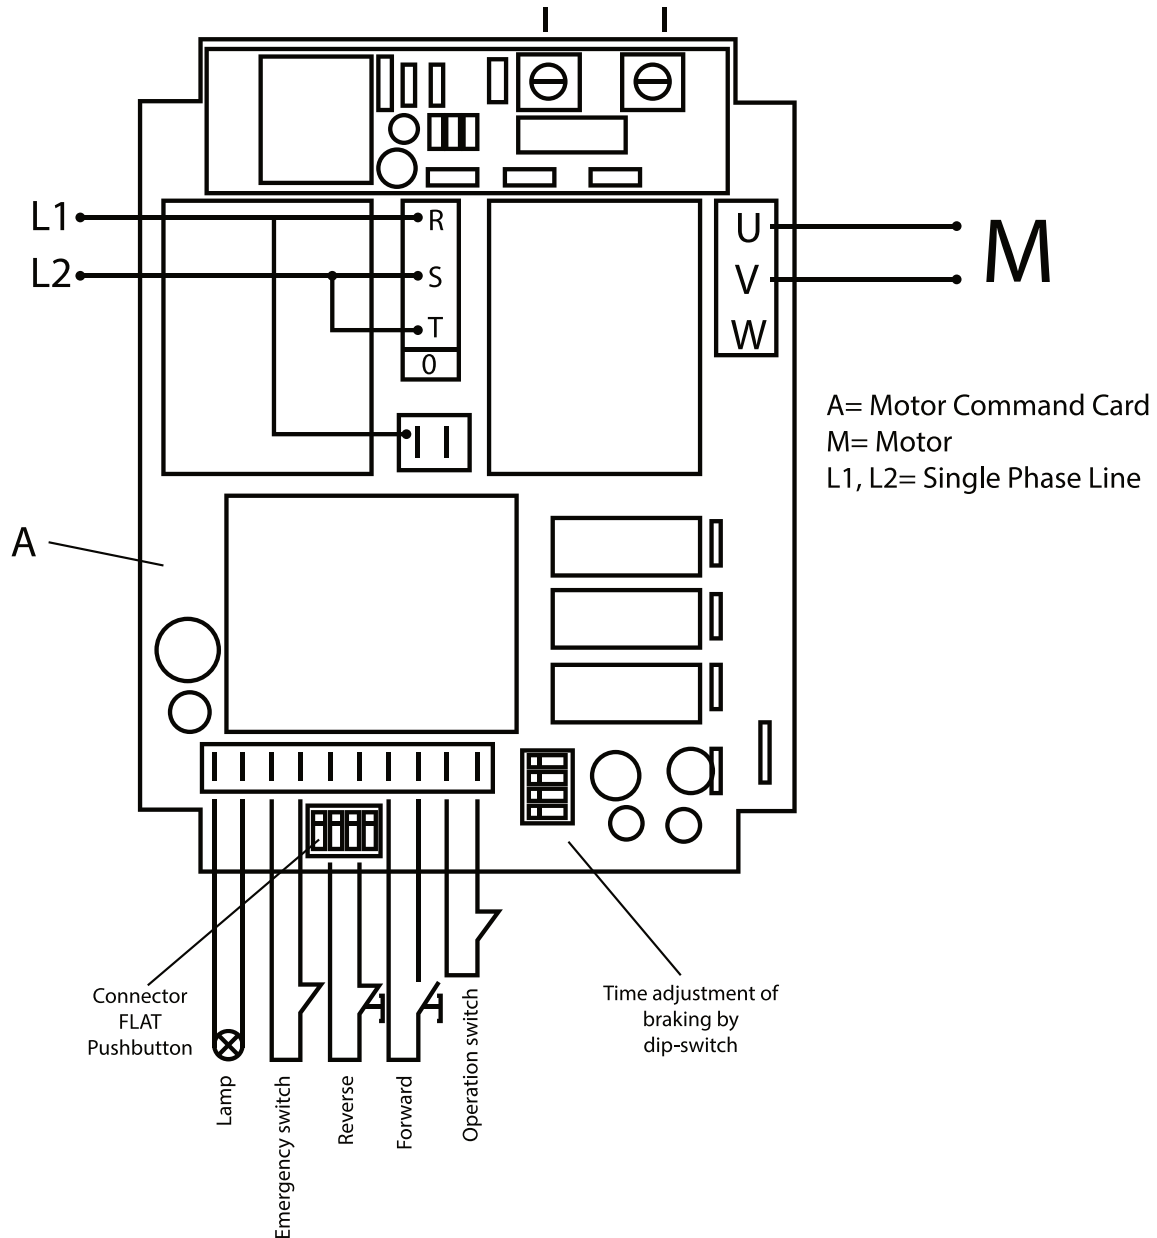 L1
L2
R
S
T
0
U
V
W
M
A= Motor Command Card
M= Motor
L1, L2= Single Phase Line
A
Connector
FLAT
Pushbutton
Time adjustment of
braking by
dip-switch
Lamp
Emergency switch
Reverse
Forward
Operation switch